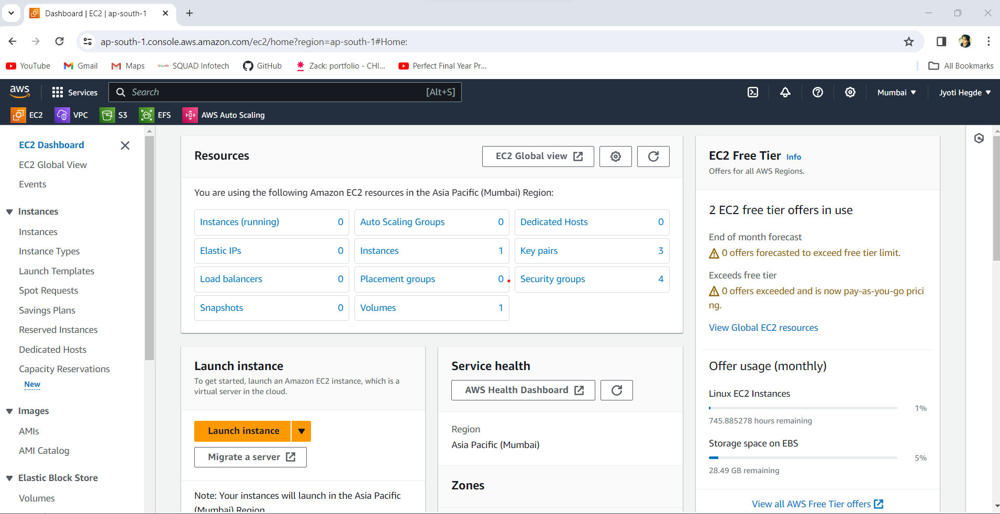 Dashboard | EC2 | ap-south-1
ap-south-1.console.aws.amazon.com/ec2/home?region=ap-south-1#Home:
YouTube
Gmail
Maps
SQUAD Infotech
GitHub
Zack: portfolio - CHI...
Perfect Final Year Pr...
All Bookmarks
aws
Services
Search
[Alt+S]
Mumbai
Jyoti Hegde
EC2
VPC
S3
EFS
AWS Auto Scaling
EC2 Dashboard
EC2 Global View
Events
Instances
Instances
Instance Types
Launch Templates
Spot Requests
Savings Plans
Reserved Instances
Dedicated Hosts
Capacity Reservations
New
Images
AMIs
AMI Catalog
Elastic Block Store
Volumes
Resources
EC2 Global view
You are using the following Amazon EC2 resources in the Asia Pacific (Mumbai) Region:
Instances (running) 0
Auto Scaling Groups 0
Dedicated Hosts 0
Elastic IPs 0
Instances 1
Key pairs 3
Load balancers 0
Placement groups 0
Security groups 4
Snapshots 0
Volumes 1
Launch instance
To get started, launch an Amazon EC2 instance, which is a
virtual server in the cloud.
Launch instance
Migrate a server
Note: Your instances will launch in the Asia Pacific
(Mumbai) Region
Service health
AWS Health Dashboard
Region
Asia Pacific (Mumbai)
Zones
EC2 Free Tier Info
Offers for all AWS Regions.
2 EC2 free tier offers in use
End of month forecast
0 offers forecasted to exceed free tier limit.
Exceeds free tier
0 offers exceeded and is now pay-as-you-go prici
ng.
View Global EC2 resources
Offer usage (monthly)
Linux EC2 Instances
1%
745.885278 hours remaining
Storage space on EBS
5%
28.49 GB remaining
View all AWS Free Tier offers